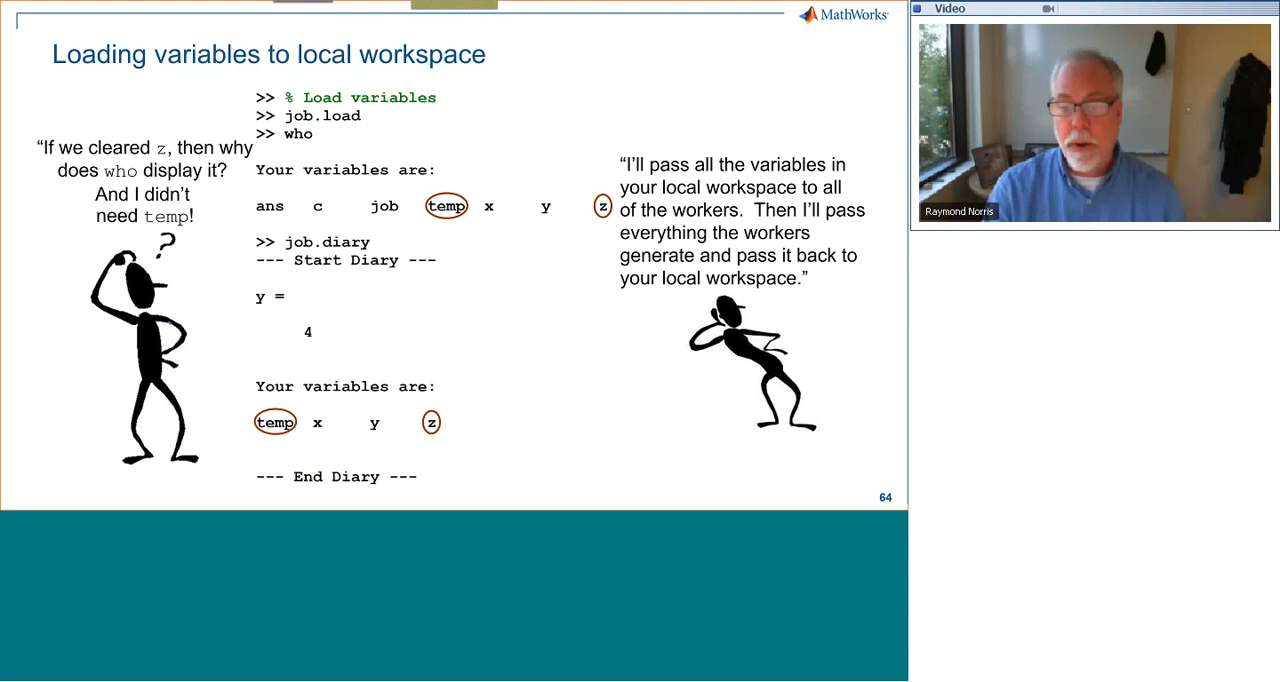 MathWorks®
Video
Loading variables to local workspace
>> % Load variables
>> job.load
>> who
Your variables are:
ans c job temp x y z
>> job.diary
--- Start Diary ---
y =
4
Your variables are:
temp x y z
--- End Diary ---
“If we cleared z, then why
does who display it?
And I didn’t
need temp!
?
“I’ll pass all the variables in
your local workspace to all
of the workers. Then I’ll pass
everything the workers
generate and pass it back to
your local workspace.”
64
Raymond Norris